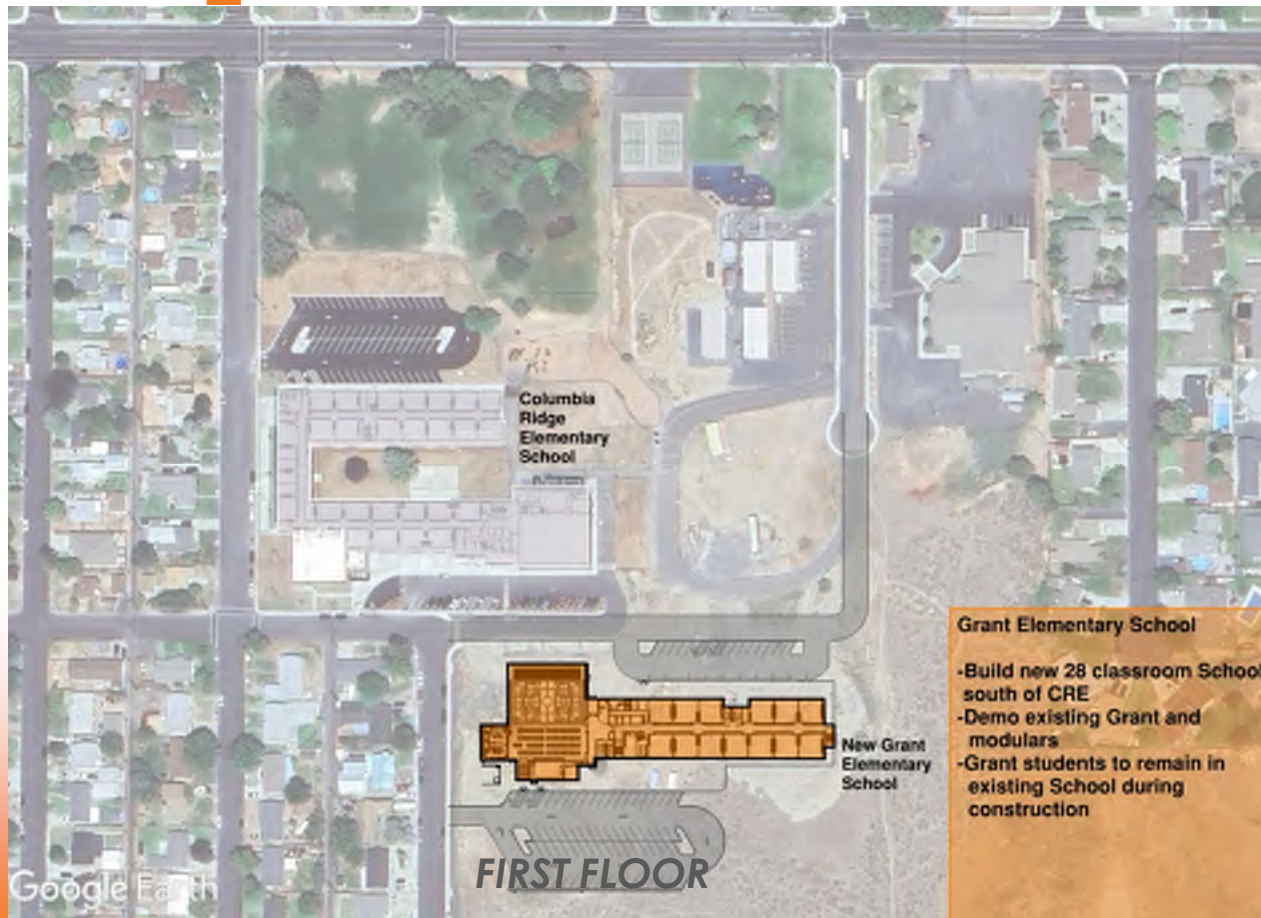 Columbia
Ridge
Elementary
School
Grant Elementary School
-Build new 28 classroom School
south of CRE
-Demo existing Grant and
modulars
-Grant students to remain in
existing School during
construction
New Grant
Elementary
School
FIRST FLOOR
Google Earth